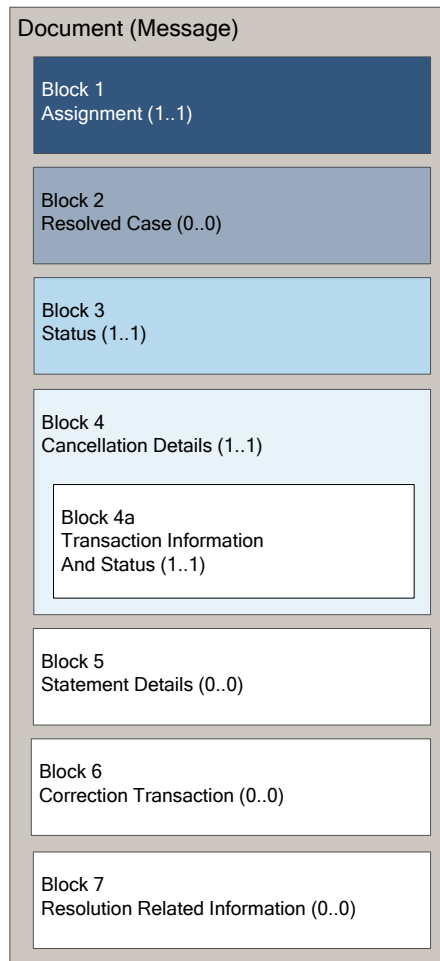 Document (Message)
Block 1
Assignment (1..1)
Block 2
Resolved Case (0..0)
Block 3
Status (1..1)
Block 4
Cancellation Details (1..1)
Block 4a
Transaction Information
And Status (1..1)
Block 5
Statement Details (0..0)
Block 6
Correction Transaction (0..0)
Block 7
Resolution Related Information (0..0)